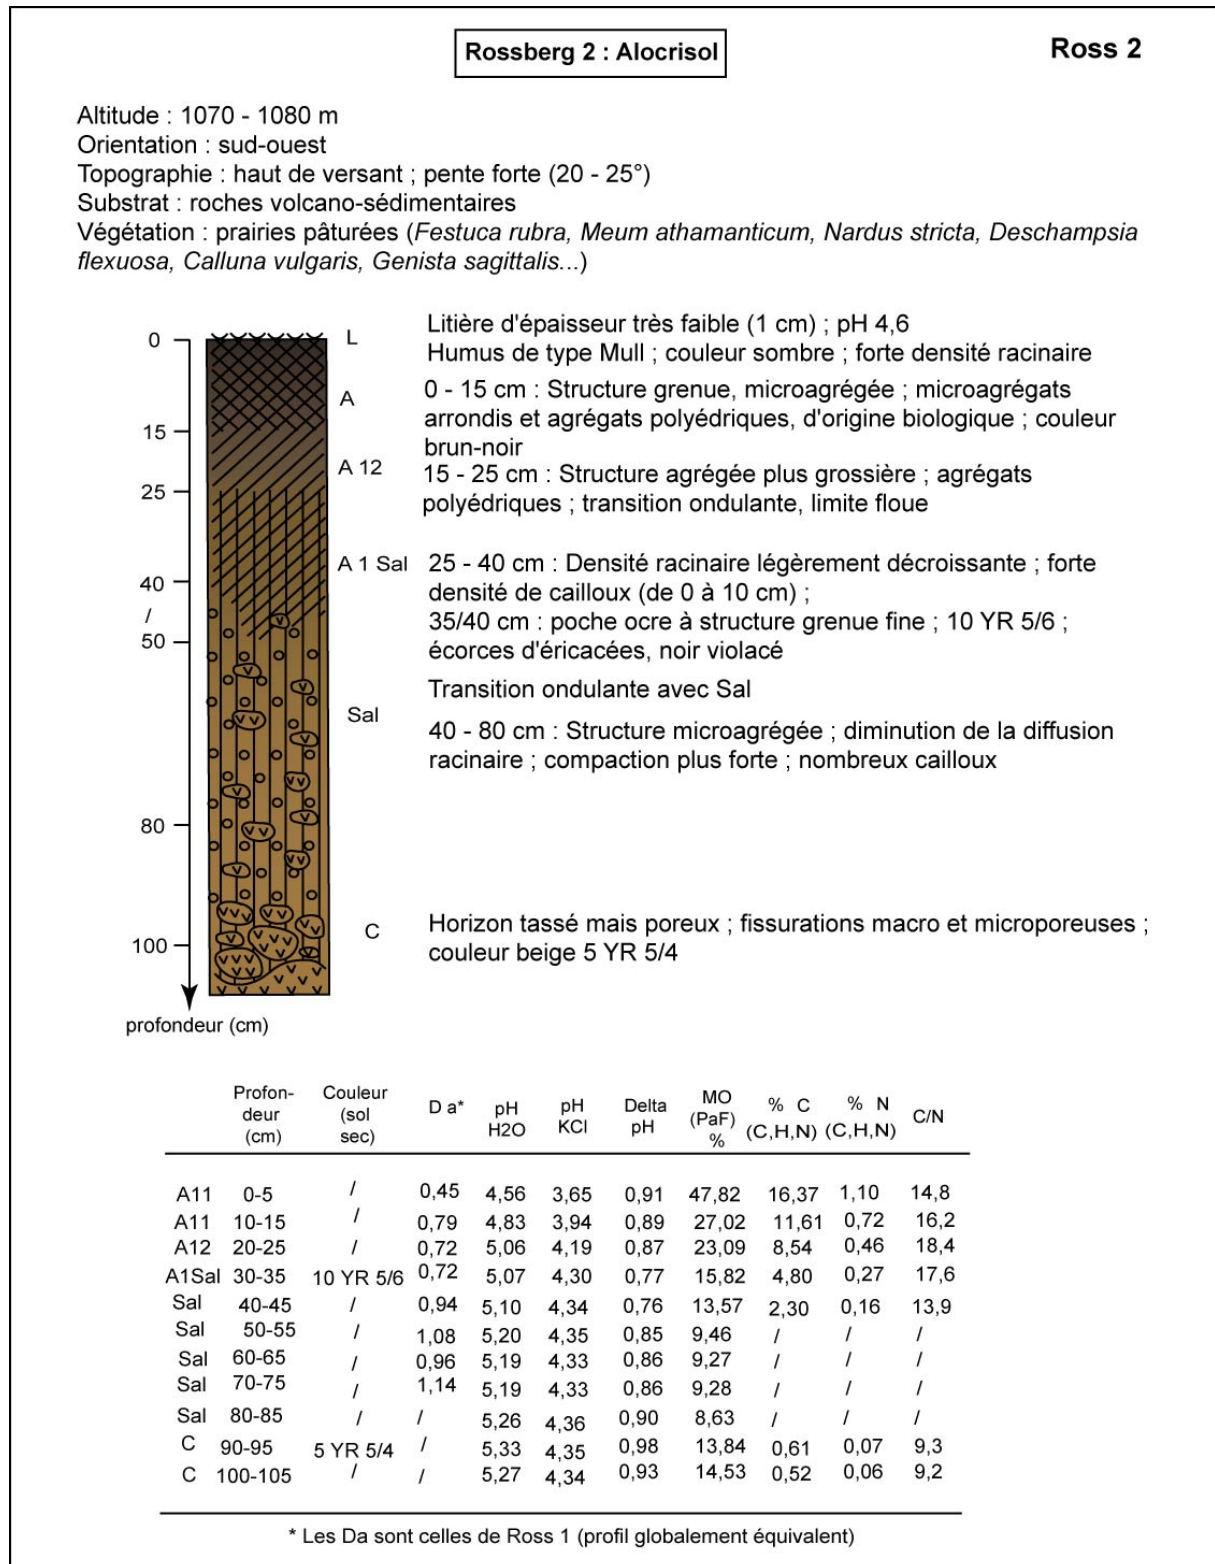 Rossberg 2 : Alocrisol
Ross 2
Altitude : 1070 - 1080 m
Orientation : sud-ouest
Topographie : haut de versant ; pente forte (20 - 25°)
Substrat : roches volcano-sédimentaires
Végétation : prairies pâturées (Festuca rubra, Meum athamanticum, Nardus stricta, Deschampsia
flexuosa, Calluna vulgaris, Genista sagittalis...)
0
15
25
40
/
50
80
100
profondeur (cm)
L
A
A 12
A 1 Sal
Sal
C
Litière d'épaisseur très faible (1 cm) ; pH 4,6
Humus de type Mull ; couleur sombre ; forte densité racinaire
0 - 15 cm : Structure grenue, microagrégée ; microagrégats
arrondis et agrégats polyédriques, d'origine biologique ; couleur
brun-noir
15 - 25 cm : Structure agrégée plus grossière ; agrégats
polyédriques ; transition ondulante, limite floue
25 - 40 cm : Densité racinaire légèrement décroissante ; forte
densité de cailloux (de 0 à 10 cm) ;
35/40 cm : poche ocre à structure grenue fine ; 10 YR 5/6 ;
écorces d'éricacées, noir violacé
Transition ondulante avec Sal
40 - 80 cm : Structure microagrégée ; diminution de la diffusion
racinaire ; compaction plus forte ; nombreux cailloux
Horizon tassé mais poreux ; fissurations macro et microporeuses ;
couleur beige 5 YR 5/4
Profon-
deur
(cm)
Couleur
(sol
sec)
D a*
pH
H2O
pH
KCl
Delta
pH
MO
(PaF)
%
% C
(C,H,N)
% N
(C,H,N)
C/N
A11 0-5 / 0,45 4,56 3,65 0,91 47,82 16,37 1,10 14,8
A11 10-15 / 0,79 4,83 3,94 0,89 27,02 11,61 0,72 16,2
A12 20-25 / 0,72 5,06 4,19 0,87 23,09 8,54 0,46 18,4
A1Sal 30-35 10 YR 5/6 0,72 5,07 4,30 0,77 15,82 4,80 0,27 17,6
Sal 40-45 / 0,94 5,10 4,34 0,76 13,57 2,30 0,16 13,9
Sal 50-55 / 1,08 5,20 4,35 0,85 9,46 / / /
Sal 60-65 / 0,96 5,19 4,33 0,86 9,27 / / /
Sal 70-75 / 1,14 5,19 4,33 0,86 9,28 / / /
Sal 80-85 / / 5,26 4,36 0,90 8,63 / / /
C 90-95 5 YR 5/4 / 5,33 4,35 0,98 13,84 0,61 0,07 9,3
C 100-105 / / 5,27 4,34 0,93 14,53 0,52 0,06 9,2
* Les Da sont celles de Ross 1 (profil globalement équivalent)